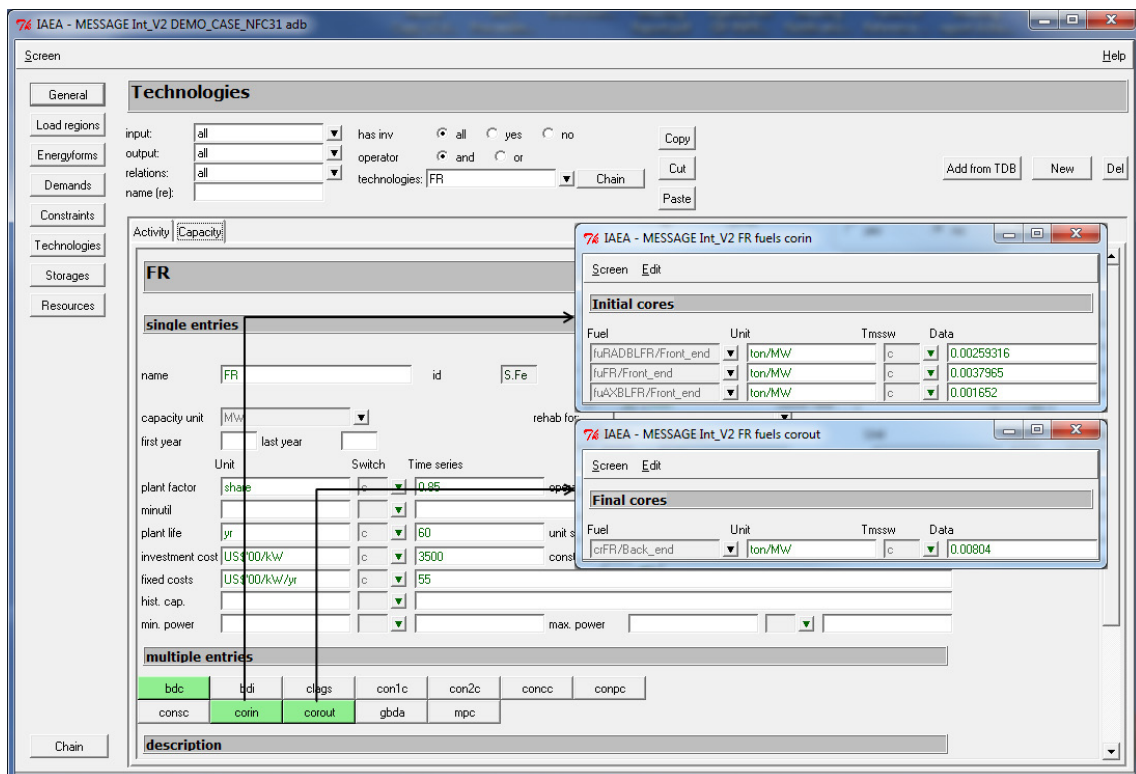 IAEA - MESSAGE Int_V2 DEMO_CASE_NFC31 adb
Screen Help
General
Load regions
Energyforms
Demands
Constraints
Technologies
Storages
Resources
Chain
Technologies
input: all has inv all yes no Copy
output: all operator and or
relations: all technologies: FR Chain Cut Add from TDB New Del
name (re): Paste
Activity Capacity
FR
single entries
name FR id S.Fe
capacity unit MW rehab for
first year last year
Unit Switch Time series
plant factor share c 0.85
minutil
plant life yr c 60 unit s
investment cost US$'00/kW c 3500 const
fixed costs US$'00/kW/yr c 55
hist. cap.
min. power max. power
multiple entries
bdc bdi clags con1c con2c concc conpc
consc corin corout gbda mpc
description
IAEA - MESSAGE Int_V2 FR fuels corin
Screen Edit
Initial cores
Fuel Unit Tmssw Data
fuRADBLFR/Front_end ton/MW c 0.00259316
fuFR/Front_end ton/MW c 0.0037965
fuAXBLFR/Front_end ton/MW c 0.001652
IAEA - MESSAGE Int_V2 FR fuels corout
Screen Edit
Final cores
Fuel Unit Tmssw Data
crFR/Back_end ton/MW c 0.00804